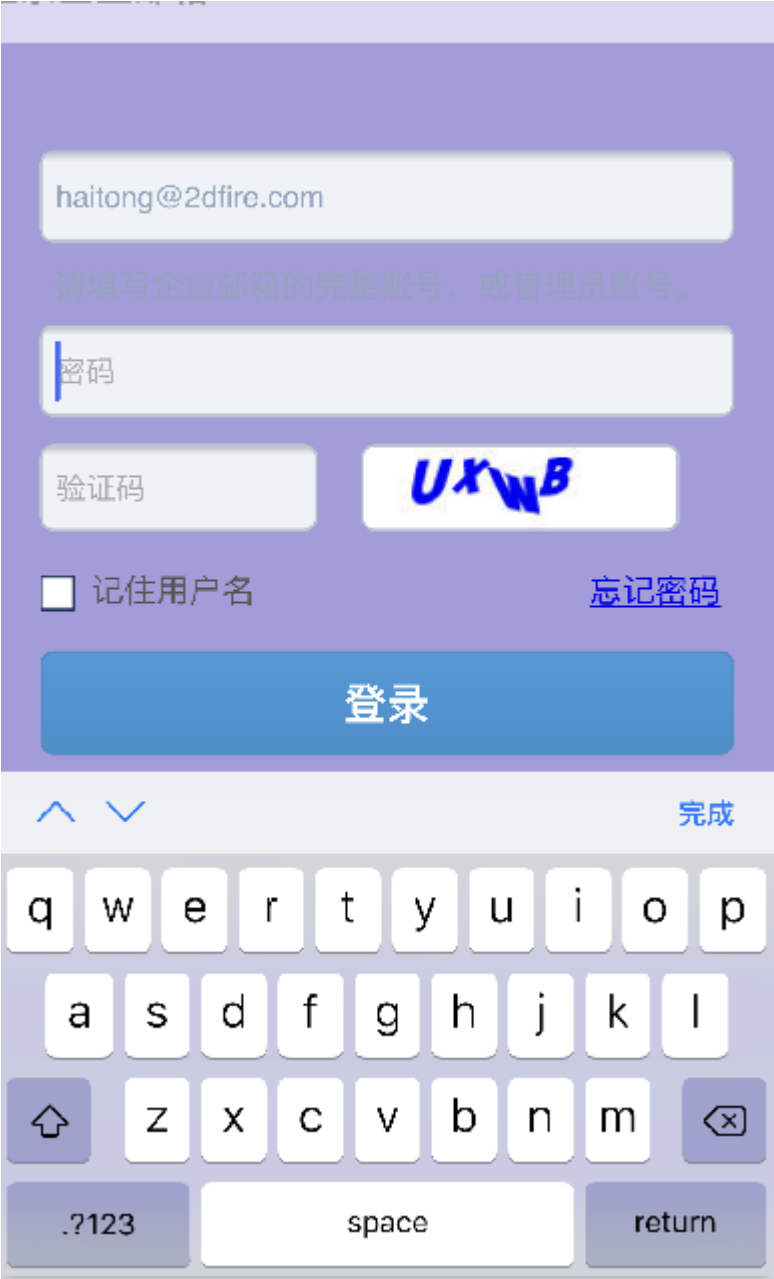 haitong@2dfire.com
请填写企业邮箱的完整账号，或管理员账号。
密码
验证码 UXWB
记住用户名 忘记密码
登录
完成
q w e r t y u i o p
a s d f g h j k l
z x c v b n m
.?123 space return